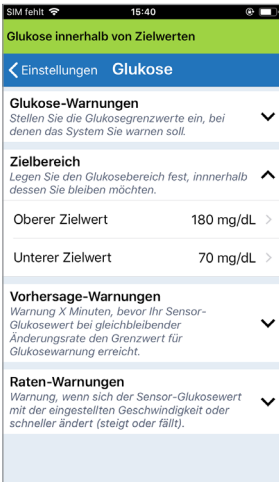 SIM fehlt 15:40
Glukose innerhalb von Zielwerten
Einstellungen Glukose
Glukose-Warnungen
Stellen Sie die Glukosegrenzwerte ein, bei
denen das System Sie warnen soll.
Zielbereich
Legen Sie den Glukosebereich fest, innnerhalb
dessen Sie bleiben möchten.
Oberer Zielwert 180 mg/dL
Unterer Zielwert 70 mg/dL
Vorhersage-Warnungen
Warnung X Minuten, bevor Ihr Sensor-
Glukosewert bei gleichbleibender
Änderungsrate den Grenzwert für
Glukosewarnung erreicht.
Raten-Warnungen
Warnung, wenn sich der Sensor-Glukosewert
mit der eingestellten Geschwindigkeit oder
schneller ändert (steigt oder fällt).